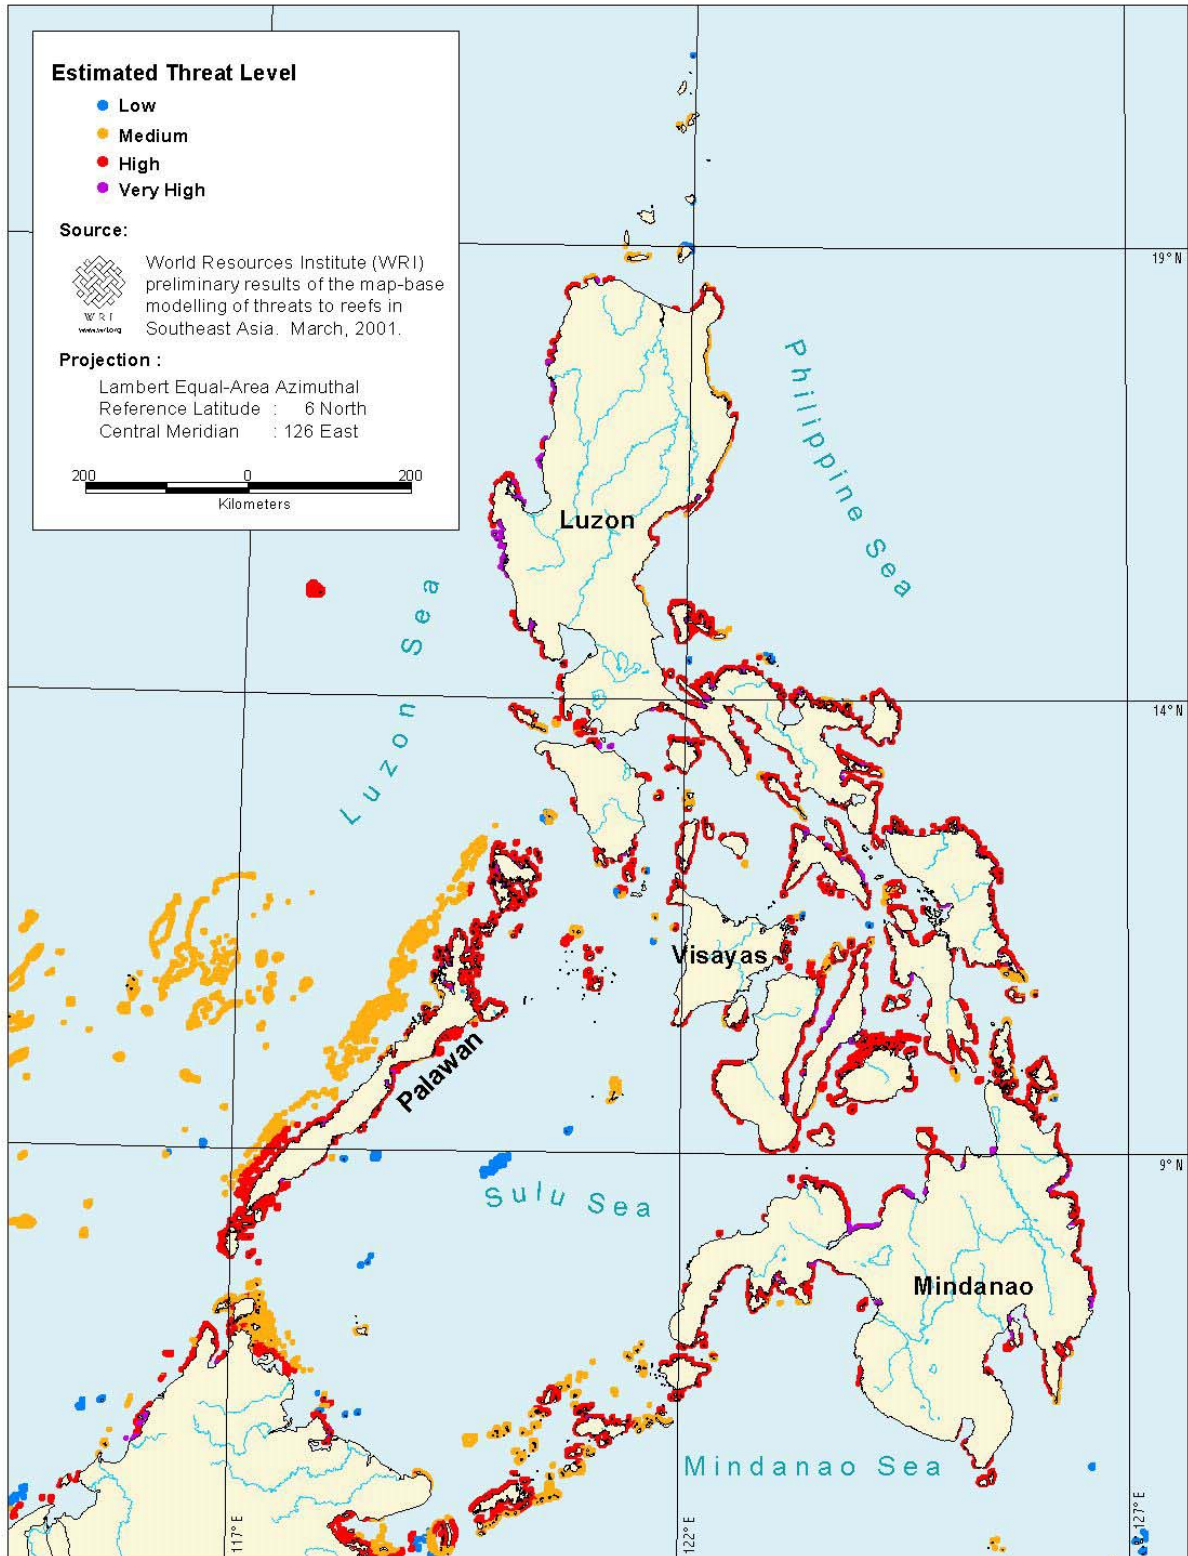 Estimated Threat Level
Low
Medium
High
Very High
Source:
World Resources Institute (WRI)
preliminary results of the map-base
modelling of threats to reefs in
Southeast Asia. March, 2001.
WRI
Projection :
Lambert Equal-Area Azimuthal
Reference Latitude : 6 North
Central Meridian : 126 East
200 0 200
Kilometers
19° N
Philippine Sea
Luzon
Luzon Sea
14° N
Visayas
Palawan
9° N
Sulu Sea
Mindanao
Mindanao Sea
117° E
122° E
127° E